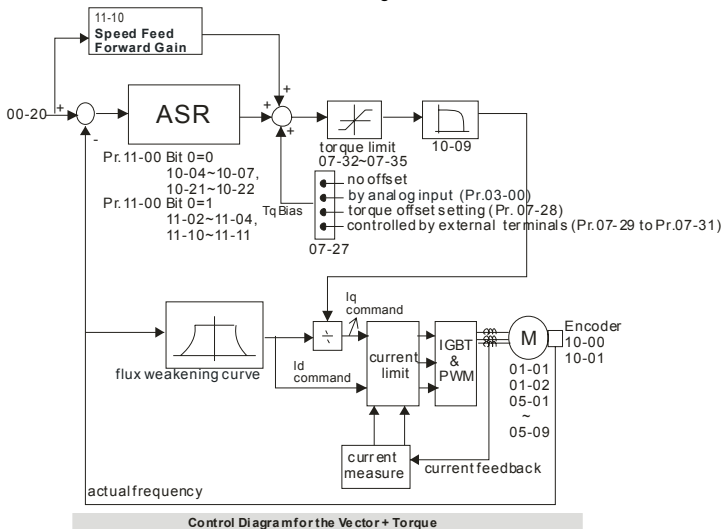 11-10
Speed Feed
Forward Gain
00-20
+
-
ASR
+
+
+
torque limit
07-32~07-35
10-09
Pr.11-00 Bit 0=0
10-04~10-07,
10-21~10-22
Pr.11-00 Bit 0=1
11-02~11-04,
11-10~11-11
Tq Bias
no offset
by analog input (Pr.03-00)
torque offset setting (Pr. 07-28)
controlled by external terminals (Pr.07-29 to Pr.07-31)
07-27
flux weakening curve
÷
Iq
command
Id
command
current
limit
IGBT
&
PWM
M
Encoder
10-00
10-01
01-01
01-02
05-01
~
05-09
current
measure
current feedback
actual frequency
Control Diagram for the Vector + Torque